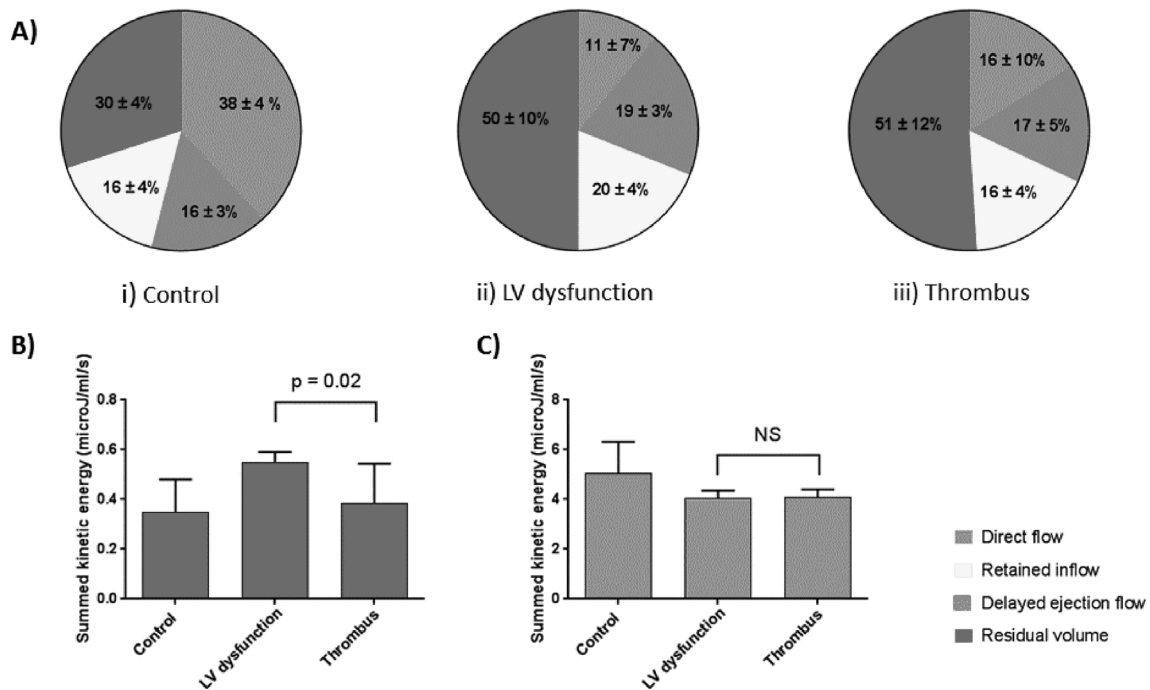 A)
30 ± 4%
38 ± 4 %
16 ± 4%
16 ± 3%
i) Control
11 ± 7%
19 ± 3%
50 ± 10%
20 ± 4%
ii) LV dysfunction
16 ± 10%
17 ± 5%
51 ± 12%
16 ± 4%
iii) Thrombus
B)
Summed kinetic energy (microJ/ml/s)
0.8
0.6
0.4
0.2
0.0
p = 0.02
Control
LV dysfunction
Thrombus
C)
Summed kinetic energy (microJ/ml/s)
8
6
4
2
0
NS
Control
LV dysfunction
Thrombus
Direct flow
Retained inflow
Delayed ejection flow
Residual volume